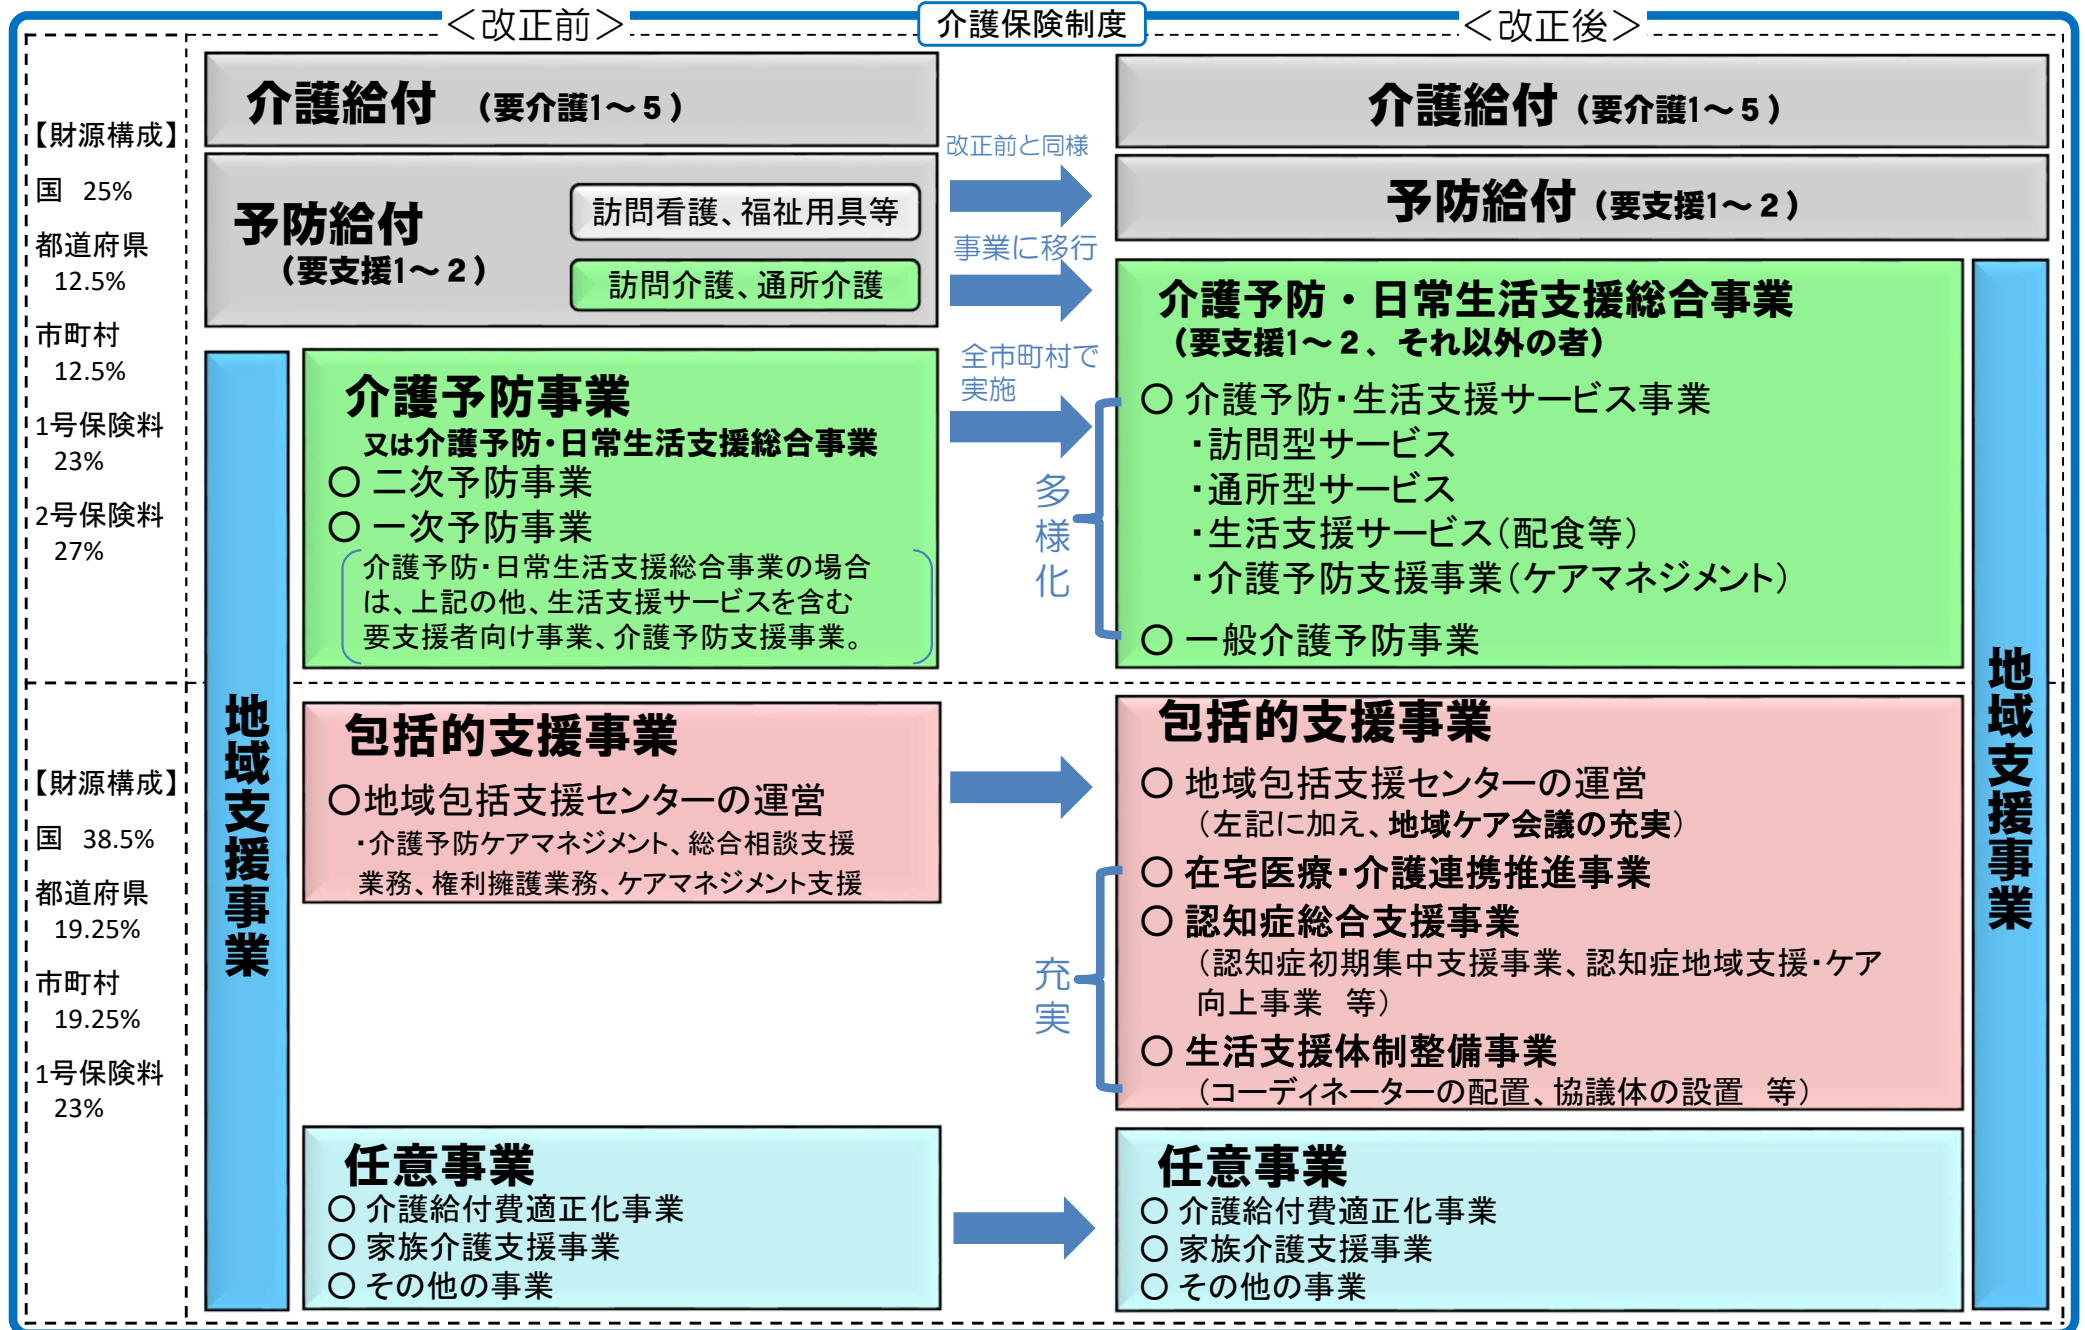 ＜改正前＞
介護保険制度
＜改正後＞
【財源構成】
国 25%
都道府県
12.5%
市町村
12.5%
1号保険料
23%
2号保険料
27%
【財源構成】
国 38.5%
都道府県
19.25%
市町村
19.25%
1号保険料
23%
介護給付 （要介護1～５）
予防給付
（要支援1～２）
訪問看護、福祉用具等
訪問介護、通所介護
地域支援事業
介護予防事業
又は介護予防・日常生活支援総合事業
○ 二次予防事業
○ 一次予防事業
介護予防・日常生活支援総合事業の場合
は、上記の他、生活支援サービスを含む
要支援者向け事業、介護予防支援事業。
包括的支援事業
○地域包括支援センターの運営
・介護予防ケアマネジメント、総合相談支援
業務、権利擁護業務、ケアマネジメント支援
任意事業
○ 介護給付費適正化事業
○ 家族介護支援事業
○ その他の事業
改正前と同様
事業に移行
全市町村で
実施
多様化
充実
介護給付（要介護1～５）
予防給付（要支援1～２）
介護予防・日常生活支援総合事業
（要支援1～２、それ以外の者）
○ 介護予防・生活支援サービス事業
・訪問型サービス
・通所型サービス
・生活支援サービス（配食等）
・介護予防支援事業（ケアマネジメント）
○ 一般介護予防事業
包括的支援事業
○ 地域包括支援センターの運営
（左記に加え、地域ケア会議の充実）
○ 在宅医療・介護連携推進事業
○ 認知症総合支援事業
（認知症初期集中支援事業、認知症地域支援・ケア
向上事業 等）
○ 生活支援体制整備事業
（コーディネーターの配置、協議体の設置 等）
任意事業
○ 介護給付費適正化事業
○ 家族介護支援事業
○ その他の事業
地域支援事業